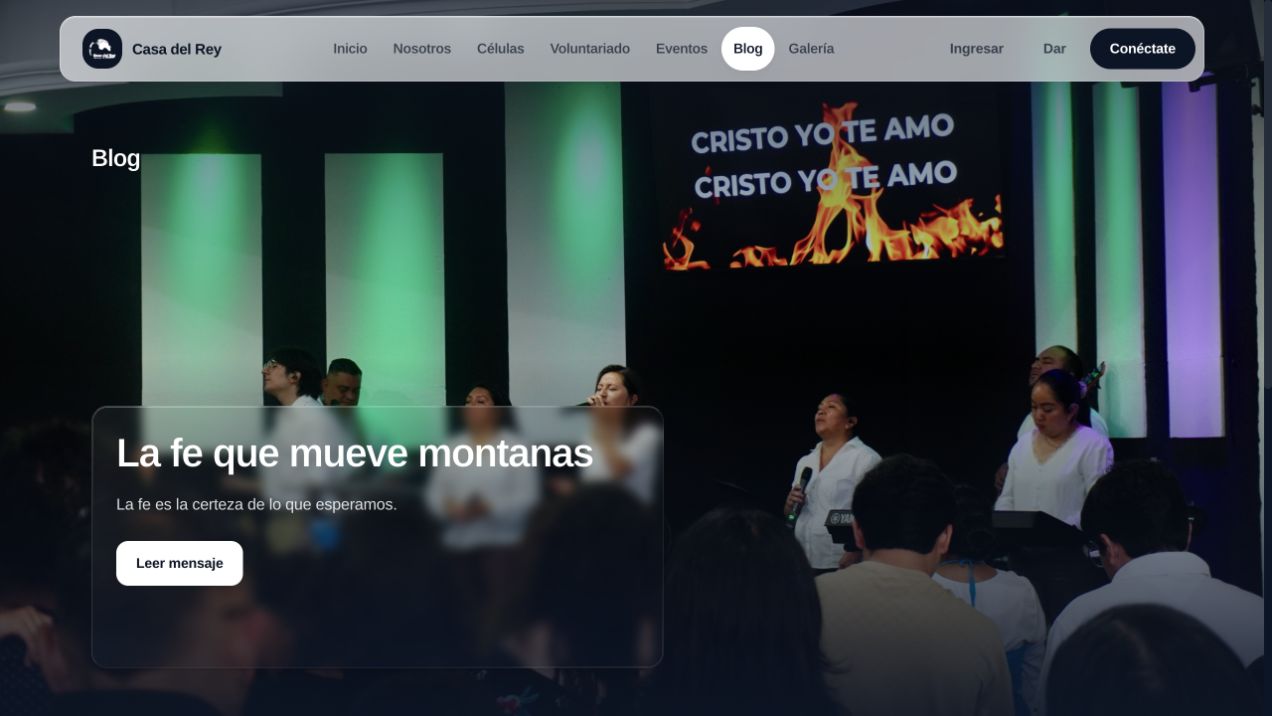 Casa del Rey
Inicio Nosotros Células Voluntariado Eventos Blog Galería Ingresar Dar Conéctate
CRISTO YO TE AMO
CRISTO YO TE AMO
Blog
La fe que mueve montanas
La fe es la certeza de lo que esperamos.
Leer mensaje